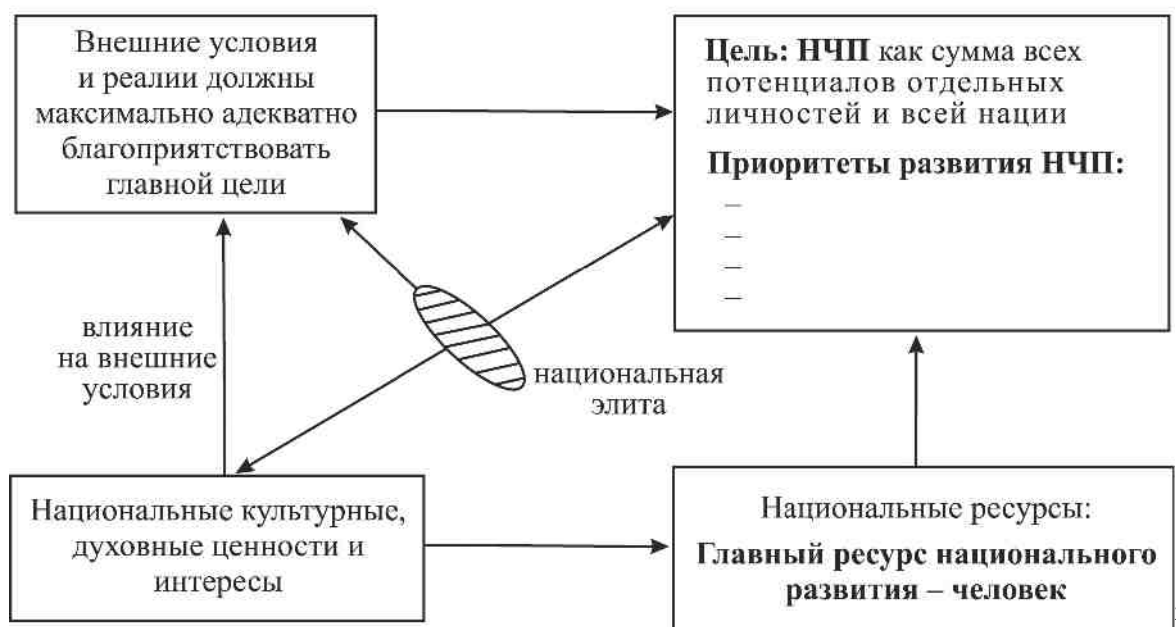 Внешние условия
и реалии должны
максимально адекватно
благоприятствовать
главной цели
Цель: НЧП как сумма всех
потенциалов отдельных
личностей и всей нации
Приоритеты развития НЧП:
–
–
–
–
влияние
на внешние
условия
национальная
элита
Национальные культурные,
духовные ценности и
интересы
Национальные ресурсы:
Главный ресурс национального
развития – человек